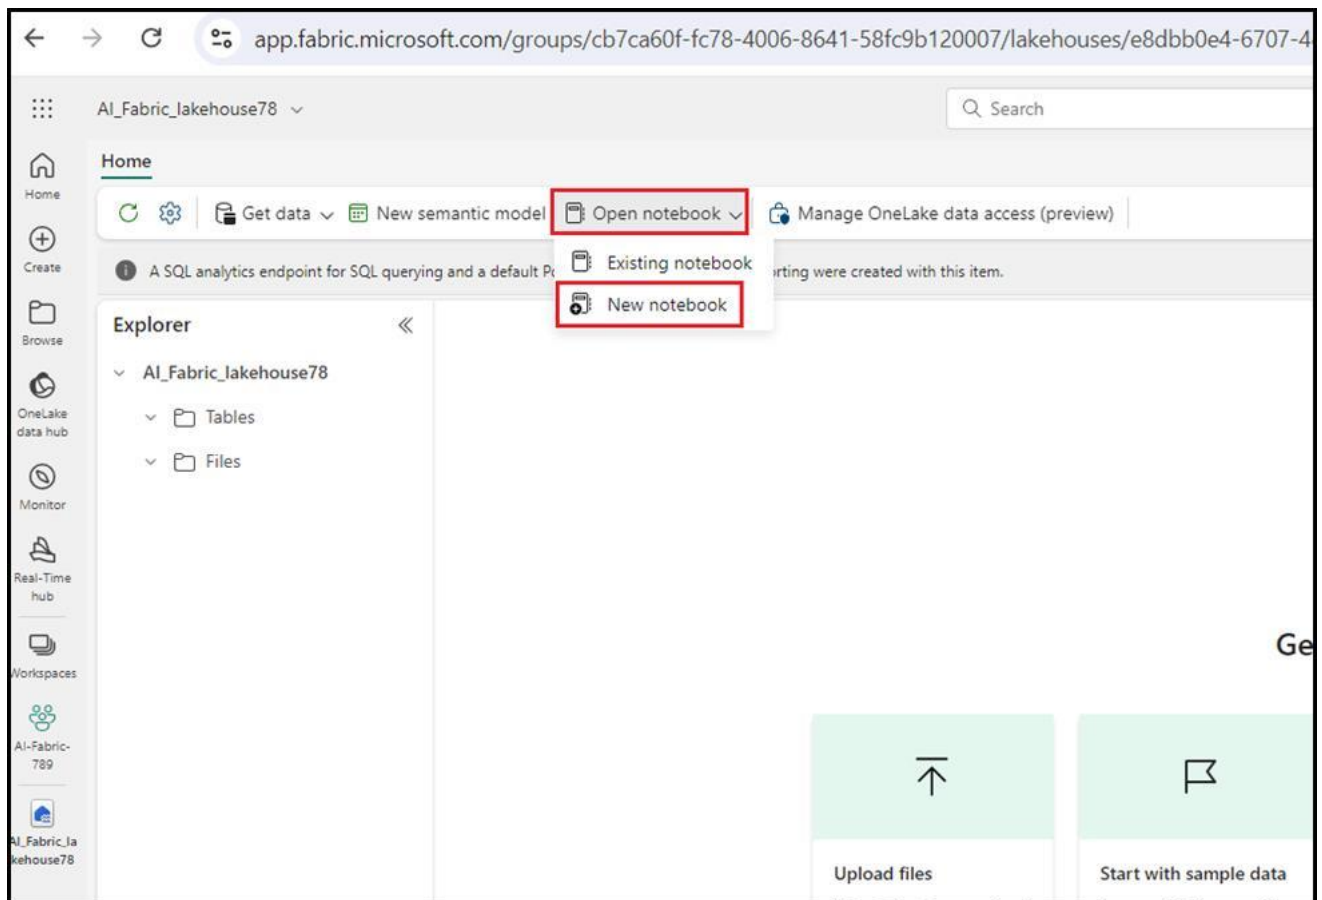 app.fabric.microsoft.com/groups/cb7ca60f-fc78-4006-8641-58fc9b120007/lakehouses/e8dbb0e4-6707-4
AI_Fabric_lakehouse78
Search
Home
Home
Get data
New semantic model
Open notebook
Manage OneLake data access (preview)
Create
A SQL analytics endpoint for SQL querying and a default
Existing notebook
rting were created with this item.
New notebook
Browse
Explorer
AI_Fabric_lakehouse78
Tables
Files
OneLake
data hub
Monitor
Real-Time
hub
Workspaces
Ge
AI-Fabric-
789
AI_Fabric_la
kehouse78
Upload files
Start with sample data